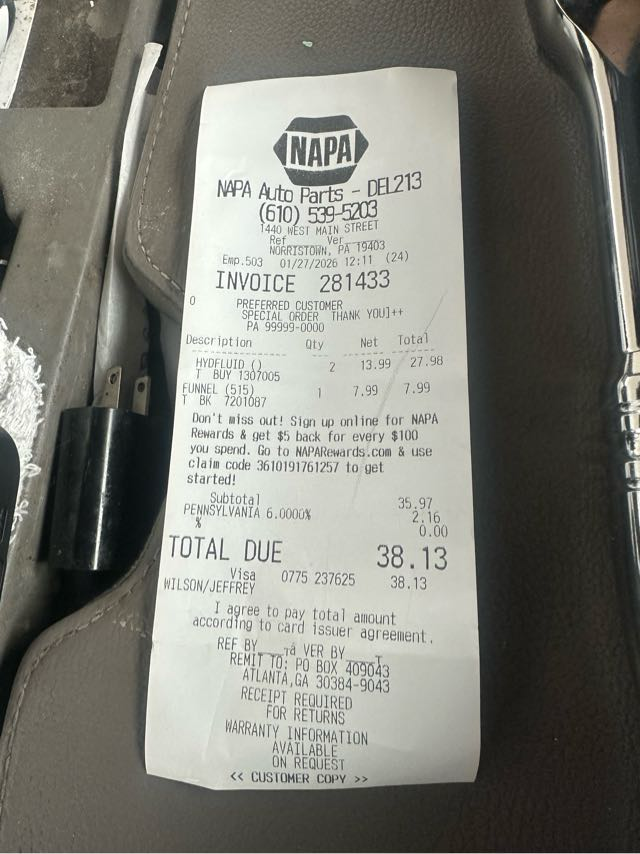 NAPA
NAPA Auto Parts - DEL213
(610) 539-5203
1440 WEST MAIN STREET
Ref____Ver____
NORRISTOWN, PA 19403
Emp.503 01/27/2026 12:11 (24)
INVOICE 281433
0 PREFERRED CUSTOMER
SPECIAL ORDER THANK YOU]++
PA 99999-0000
Description Qty Net Total
HYDFLUID () 2 13.99 27.98
T BUY 1307005
FUNNEL (515) 1 7.99 7.99
T BK 7201087
Don't miss out! Sign up online for NAPA
Rewards & get $5 back for every $100
you spend. Go to NAPARewards.com & use
claim code 3610191761257 to get
started!
Subtotal 35.97
PENNSYLVANIA 6.0000% 2.16
% 0.00
TOTAL DUE 38.13
Visa 0775 237625 38.13
WILSON/JEFFREY
I agree to pay total amount
according to card issuer agreement.
REF BY____ VER BY____
REMIT TO: PO BOX 409043
ATLANTA,GA 30384-9043
RECEIPT REQUIRED
FOR RETURNS
WARRANTY INFORMATION
AVAILABLE
ON REQUEST
<< CUSTOMER COPY >>